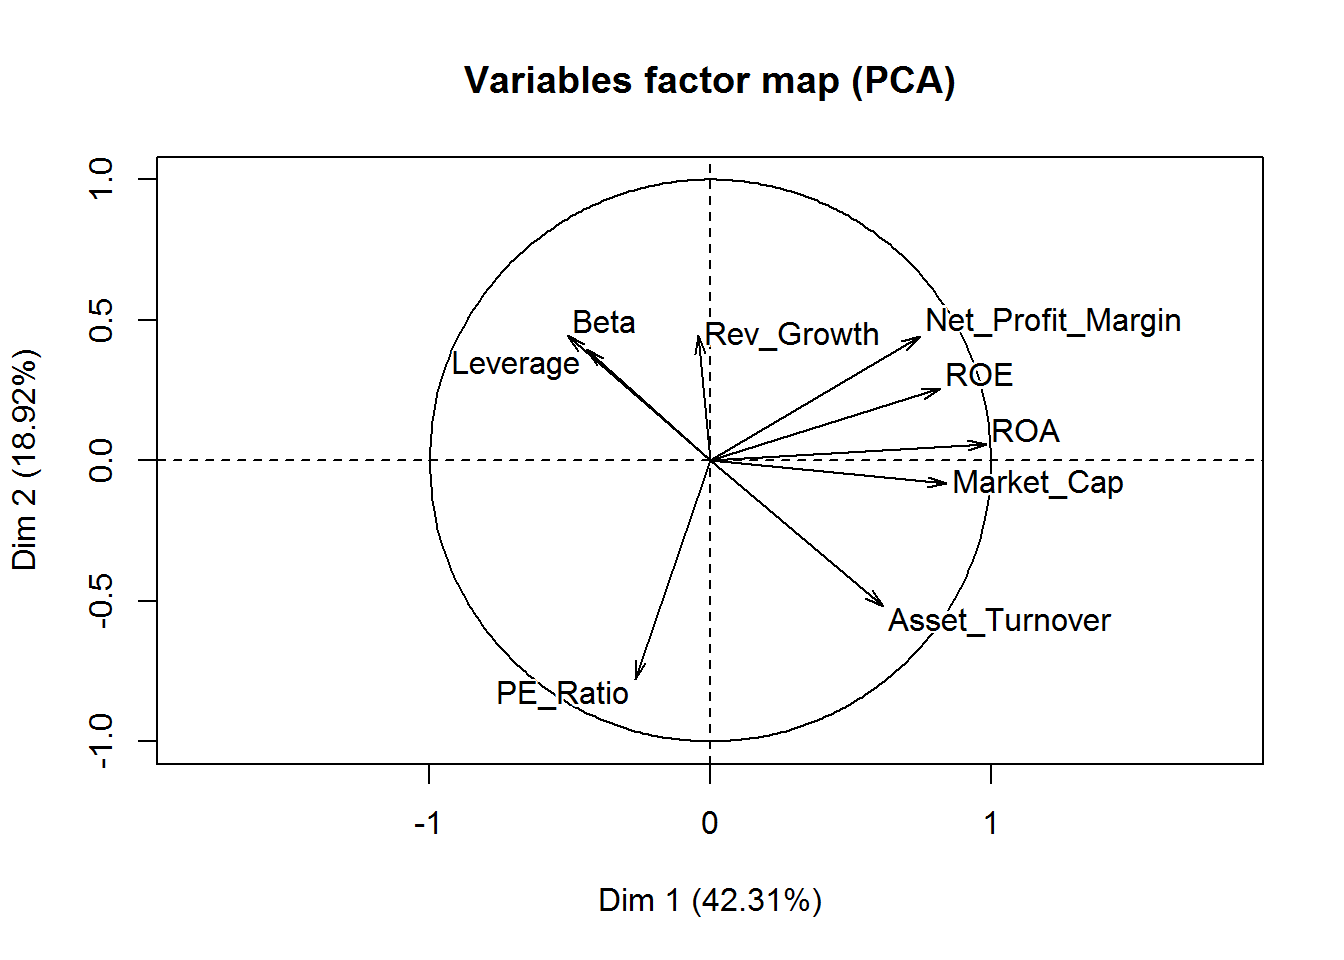 Variables factor map (PCA)
1.0
0.5
0.0
-0.5
-1.0
Dim 2 (18.92%)
Beta
Rev_Growth
Net_Profit_Margin
Leverage
ROE
ROA
Market_Cap
Asset_Turnover
PE_Ratio
-1
0
1
Dim 1 (42.31%)